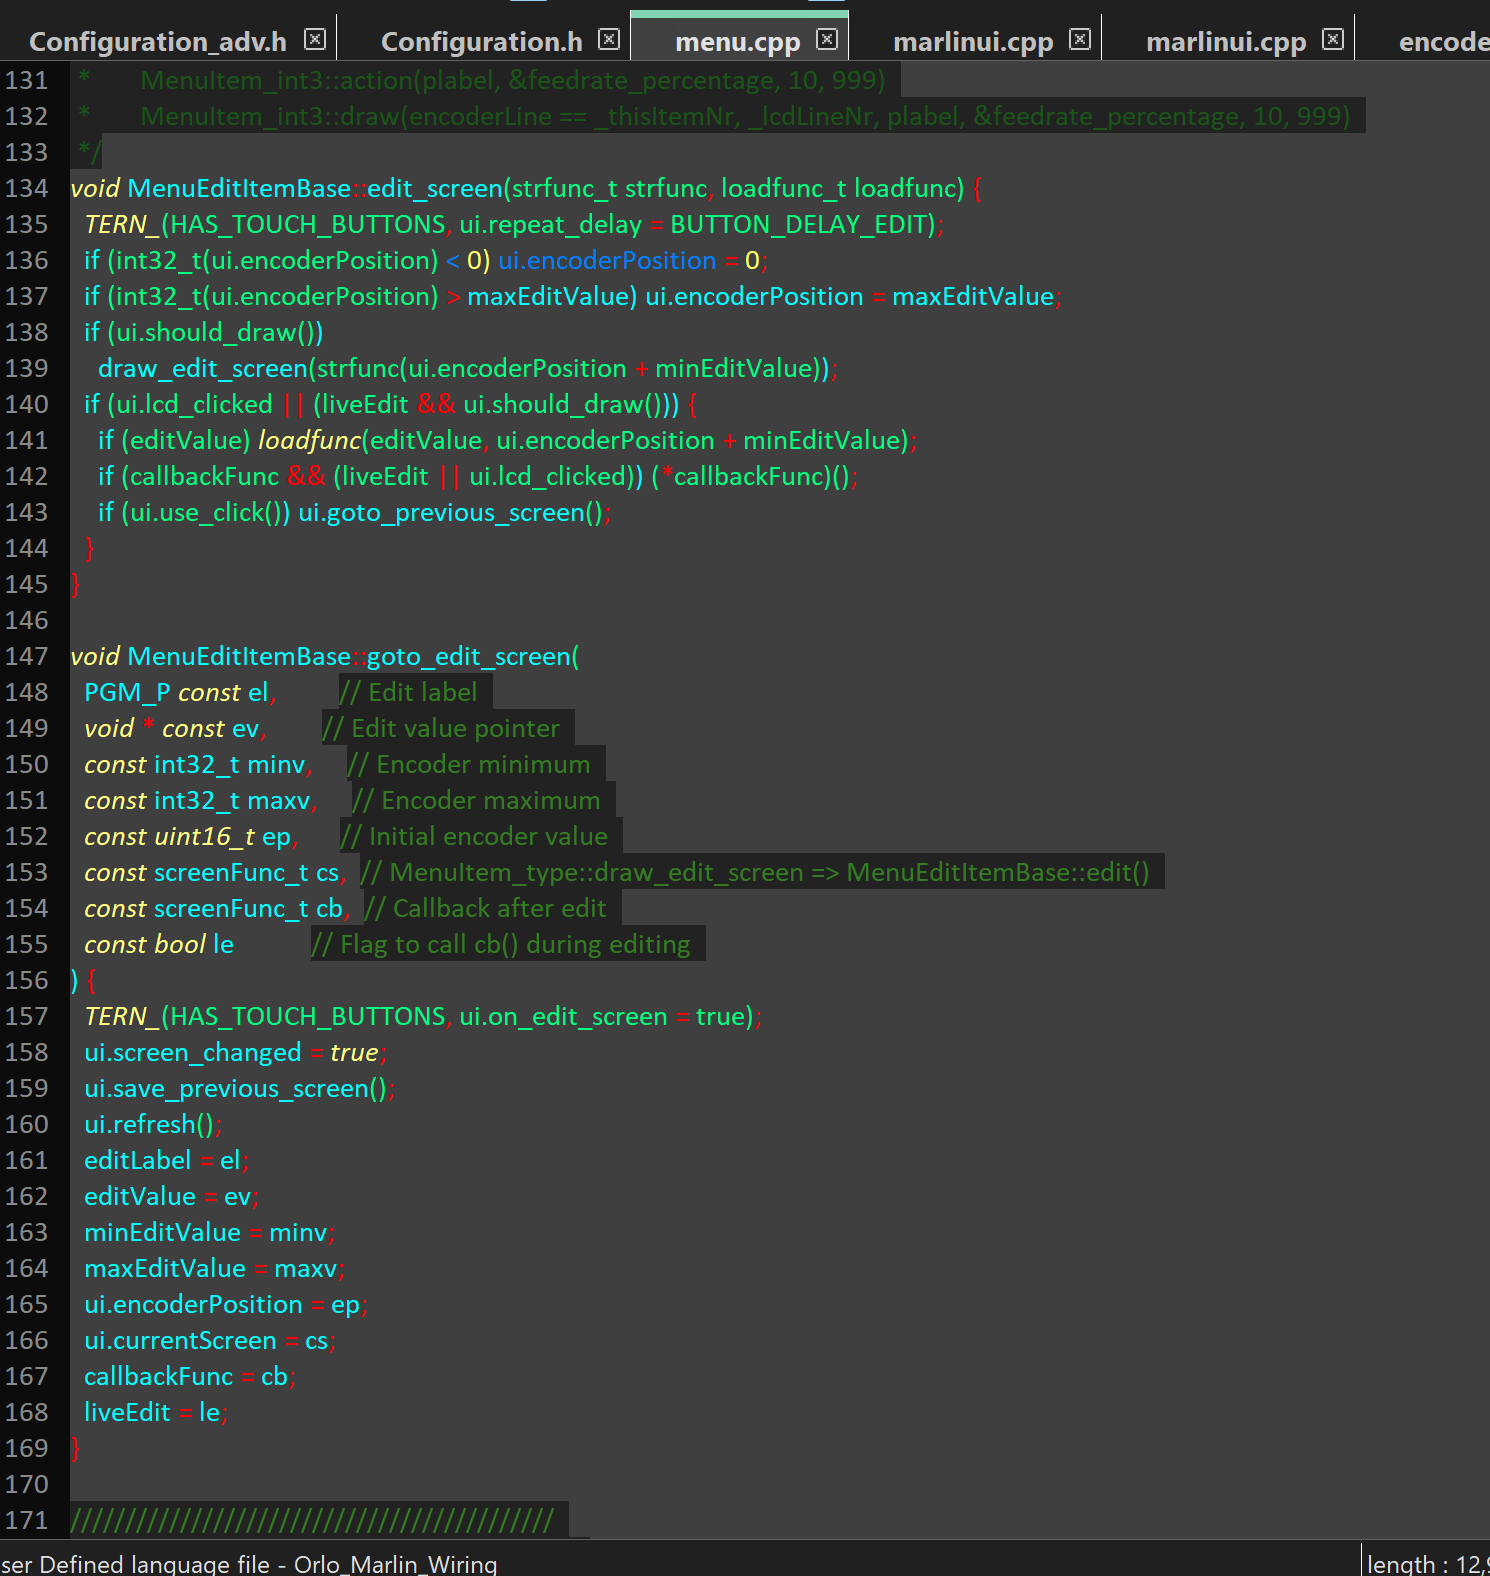 Configuration_adv.h Configuration.h menu.cpp marlinui.cpp marlinui.cpp encode
131 *       MenuItem_int3::action(plabel, &feedrate_percentage, 10, 999)
132 *       MenuItem_int3::draw(encoderLine == _thisItemNr, _lcdLineNr, plabel, &feedrate_percentage, 10, 999)
133 */
134 void MenuEditItemBase::edit_screen(strfunc_t strfunc, loadfunc_t loadfunc) {
135   TERN_(HAS_TOUCH_BUTTONS, ui.repeat_delay = BUTTON_DELAY_EDIT);
136   if (int32_t(ui.encoderPosition) < 0) ui.encoderPosition = 0;
137   if (int32_t(ui.encoderPosition) > maxEditValue) ui.encoderPosition = maxEditValue;
138   if (ui.should_draw())
139     draw_edit_screen(strfunc(ui.encoderPosition + minEditValue));
140   if (ui.lcd_clicked || (liveEdit && ui.should_draw())) {
141     if (editValue) loadfunc(editValue, ui.encoderPosition + minEditValue);
142     if (callbackFunc && (liveEdit || ui.lcd_clicked)) (*callbackFunc)();
143     if (ui.use_click()) ui.goto_previous_screen();
144   }
145 }
146
147 void MenuEditItemBase::goto_edit_screen(
148   PGM_P const el,         // Edit label
149   void * const ev,        // Edit value pointer
150   const int32_t minv,     // Encoder minimum
151   const int32_t maxv,     // Encoder maximum
152   const uint16_t ep,      // Initial encoder value
153   const screenFunc_t cs,  // MenuItem_type::draw_edit_screen => MenuEditItemBase::edit()
154   const screenFunc_t cb,  // Callback after edit
155   const bool le           // Flag to call cb() during editing
156 ) {
157   TERN_(HAS_TOUCH_BUTTONS, ui.on_edit_screen = true);
158   ui.screen_changed = true;
159   ui.save_previous_screen();
160   ui.refresh();
161   editLabel = el;
162   editValue = ev;
163   minEditValue = minv;
164   maxEditValue = maxv;
165   ui.encoderPosition = ep;
166   ui.currentScreen = cs;
167   callbackFunc = cb;
168   liveEdit = le;
169 }
170
171 ////////////////////////////////////////////
ser Defined language file - Orlo_Marlin_Wiring length : 12,9